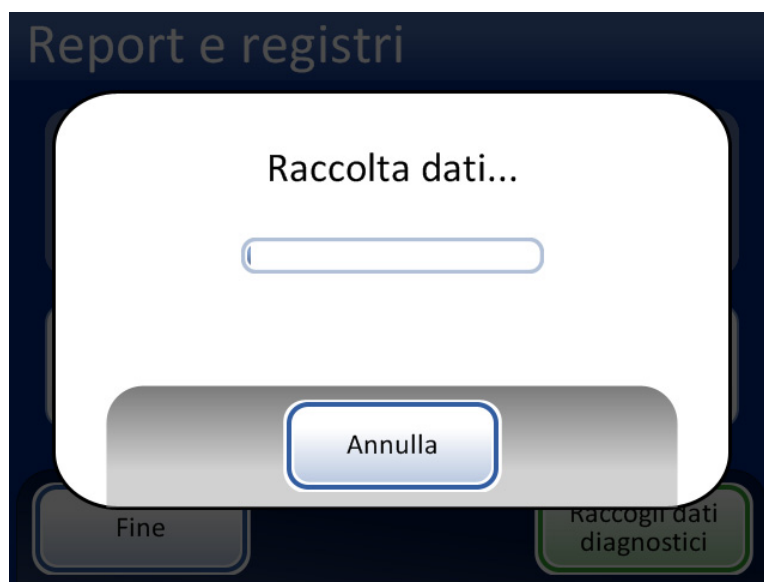 Report e registri
Raccolta dati...
Annulla
Fine
Raccogli dati
diagnostici